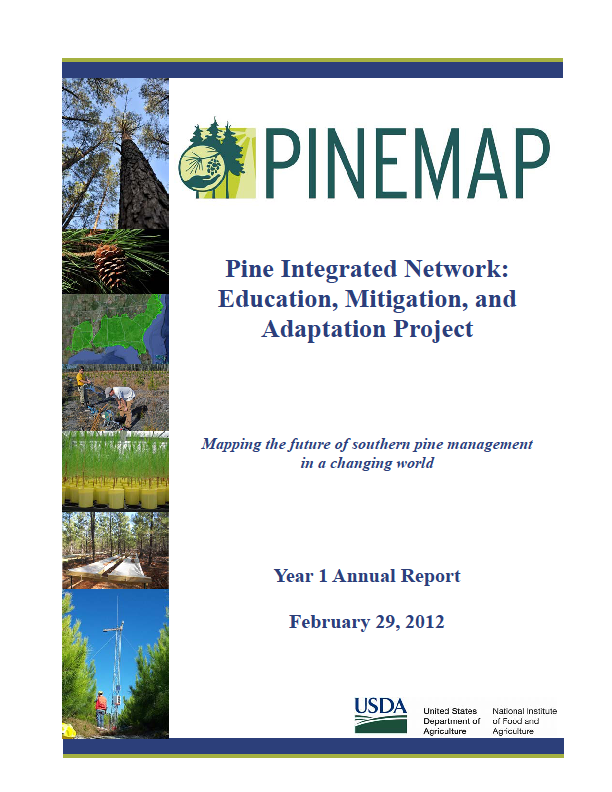 PINEMAP
Pine Integrated Network:
Education, Mitigation, and
Adaptation Project
Mapping the future of southern pine management
in a changing world
Year 1 Annual Report
February 29, 2012
USDA
United States
Department of
Agriculture
National Institute
of Food and
Agriculture